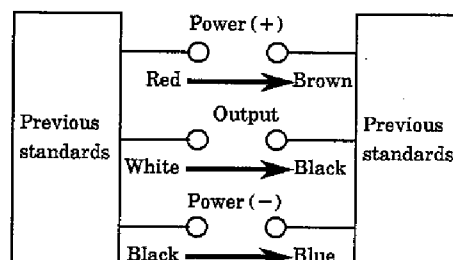 Power (+)
Red Brown
Output
Previous
standards
Previous
standards
White Black
Power (−)
Black Blue